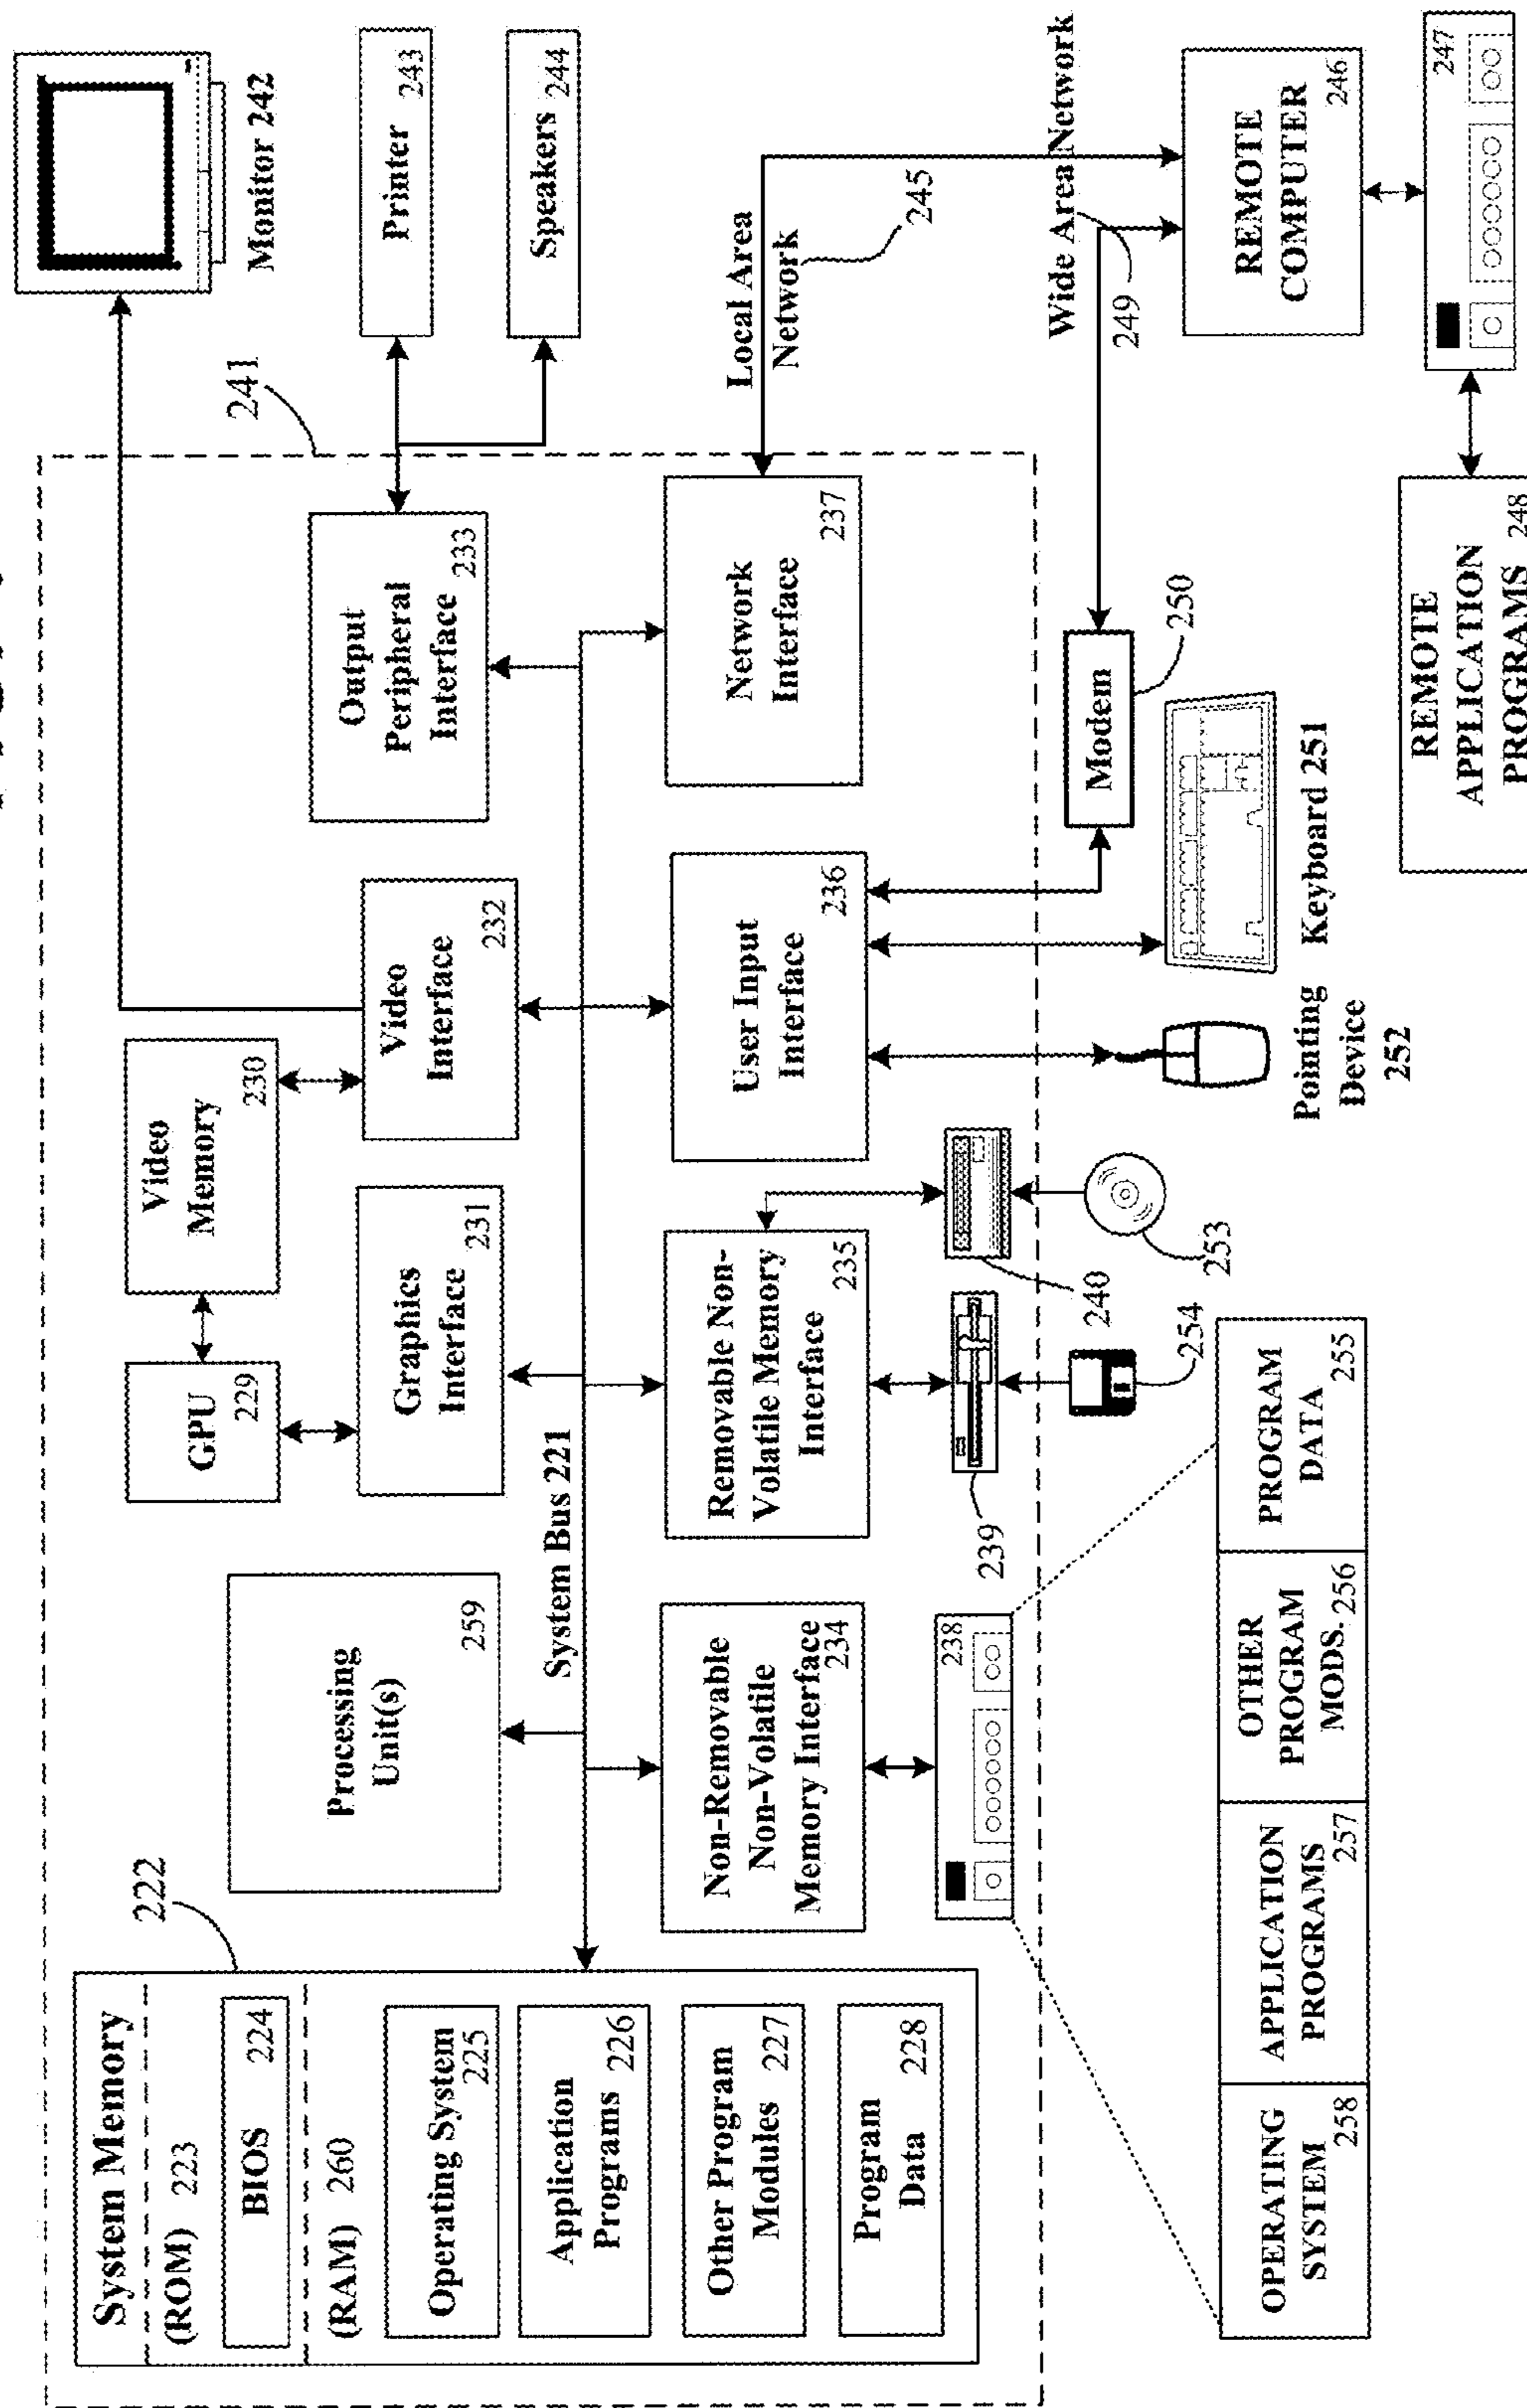 System Memory
(ROM) 223
BIOS 224
(RAM) 260
Operating System
225
Application
Programs 226
Other Program
Modules 227
Program
Data
228
222
Processing
Unit(s)
259
System Bus 221
GPU
229
Video
Memory
230
Graphics
Interface
231
Video
Interface
232
Output
Peripheral
Interface
233
241
Monitor 242
Printer
243
Speakers
244
Non-Removable
Non-Volatile
Memory Interface
234
Removable Non-
Volatile Memory
Interface
235
User Input
Interface
236
Network
Interface
237
Local Area
Network
245
238
239
240
254
253
Pointing
Device
252
Keyboard 251
Modem
250
Wide Area Network
249
REMOTE
COMPUTER
246
247
REMOTE
APPLICATION
PROGRAMS
248
OPERATING
SYSTEM
258
APPLICATION
PROGRAMS
257
OTHER
PROGRAM
MODS.
256
PROGRAM
DATA
255